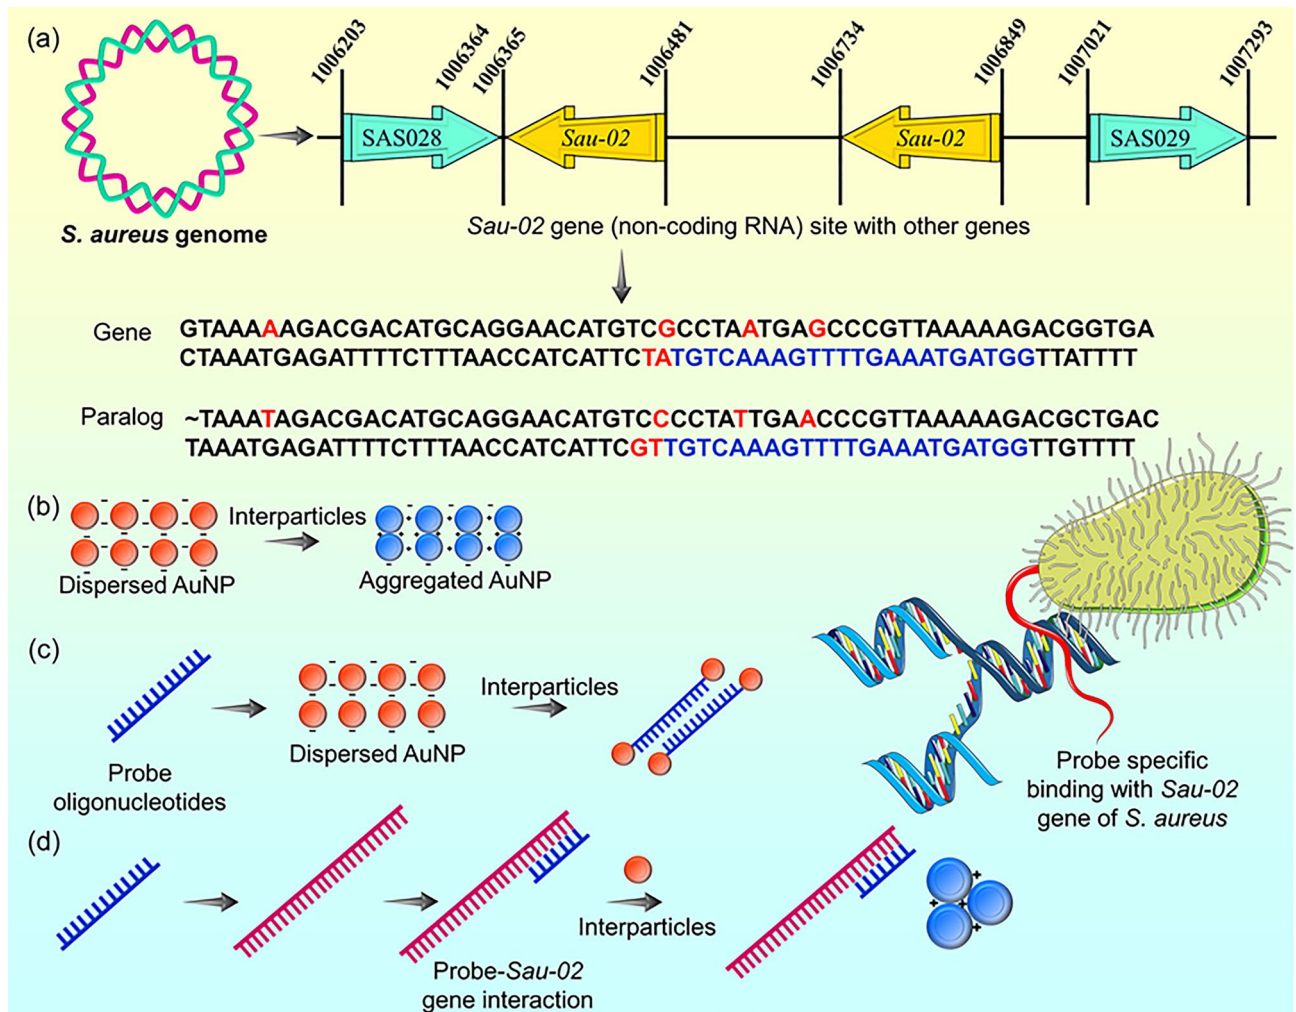 (a)
1006203
1006364
1006365
1006481
1006734
1006849
1007021
1007293
SAS028
Sau-02
Sau-02
SAS029
S. aureus genome
Sau-02 gene (non-coding RNA) site with other genes
Gene
GTAAAAAGACGACATGCAGGAACATGTCGCCTAATGAGCCCGTTAAAAAGACGGTGA
CTAAATGAGATTTTCTTTAACCATCATTCTATGTCAAAGTTTTGAAATGATGGTTATTTT
Paralog
~TAAATAGACGACATGCAGGAACATGTCCCCTATTGAACCCGTTAAAAAGACGCTGAC
TAAATGAGATTTTCTTTAACCATCATTCGTTGTCAAAGTTTTGAAATGATGGTTGTTTT
(b)
Interparticles
Dispersed AuNP
Aggregated AuNP
(c)
Interparticles
Dispersed AuNP
Probe
oligonucleotides
Probe specific
binding with Sau-02
gene of S. aureus
(d)
Interparticles
Probe-Sau-02
gene interaction